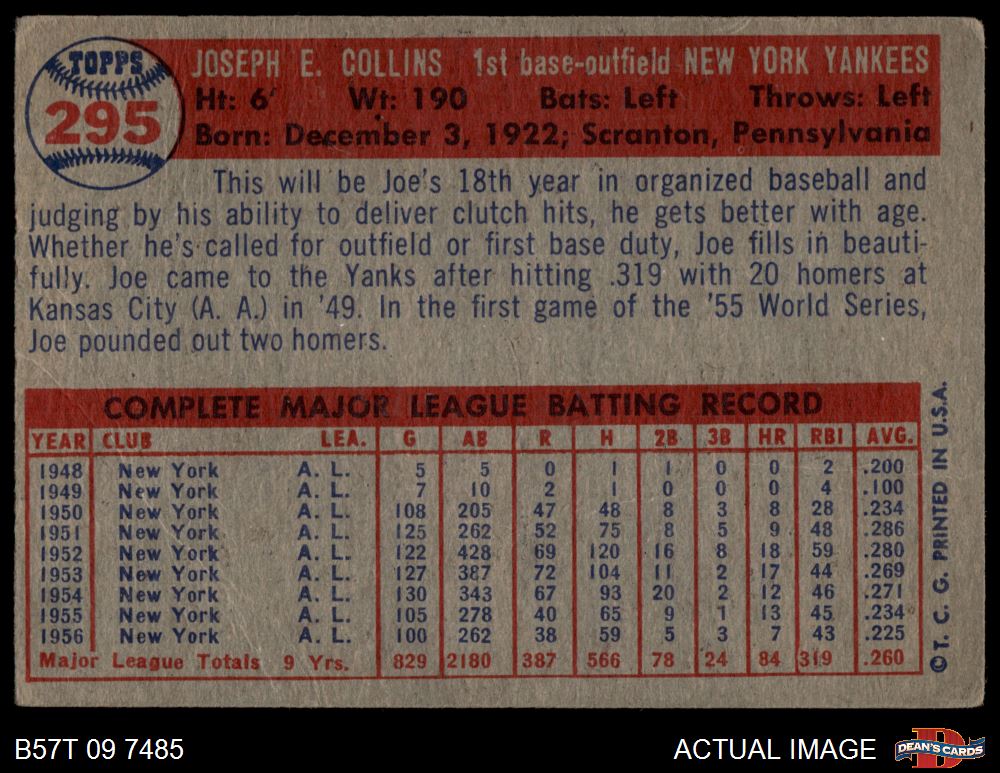 TOPPS
295
JOSEPH E. COLLINS 1st base-outfield NEW YORK YANKEES
Ht: 6' Wt: 190 Bats: Left Throws: Left
Born: December 3, 1922; Scranton, Pennsylvania
This will be Joe's 18th year in organized baseball and
judging by his ability to deliver clutch hits, he gets better with age.
Whether he's called for outfield or first base duty, Joe fills in beauti-
fully. Joe came to the Yanks after hitting .319 with 20 homers at
Kansas City (A. A.) in '49. In the first game of the '55 World Series,
Joe pounded out two homers.
COMPLETE MAJOR LEAGUE BATTING RECORD
YEAR CLUB LEA. G AB R H 2B 3B HR RBI AVG.
1948 New York A. L. 5 5 0 1 1 0 0 2 .200
1949 New York A. L. 7 10 2 1 0 0 0 4 .100
1950 New York A. L. 108 205 47 48 8 3 8 28 .234
1951 New York A. L. 125 262 52 75 8 5 9 48 .286
1952 New York A. L. 122 428 69 120 16 8 18 59 .280
1953 New York A. L. 127 387 72 104 11 2 17 44 .269
1954 New York A. L. 130 343 67 93 20 2 12 46 .271
1955 New York A. L. 105 278 40 65 9 1 13 45 .234
1956 New York A. L. 100 262 38 59 5 3 7 43 .225
Major League Totals 9 Yrs. 829 2180 387 566 78 24 84 319 .260
© T. C. G. PRINTED IN U.S.A.
B57T 09 7485
ACTUAL IMAGE
DEAN'S CARDS